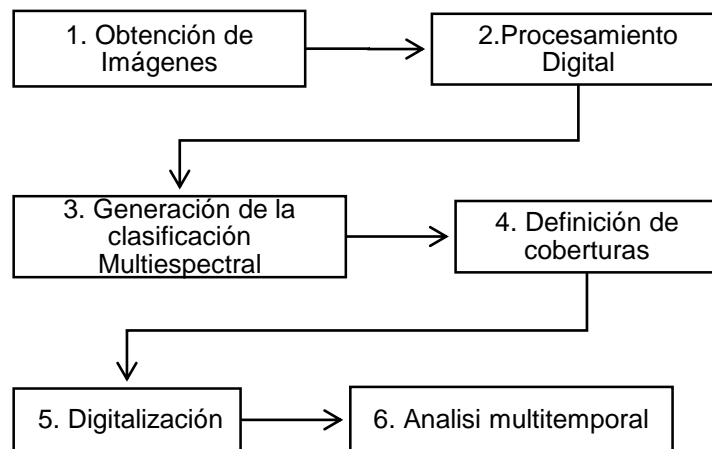 1. Obtención de
Imágenes
2.Procesamiento
Digital
3. Generación de la
clasificación
Multiespectral
4. Definición de
coberturas
5. Digitalización
6. Analisi multitemporal